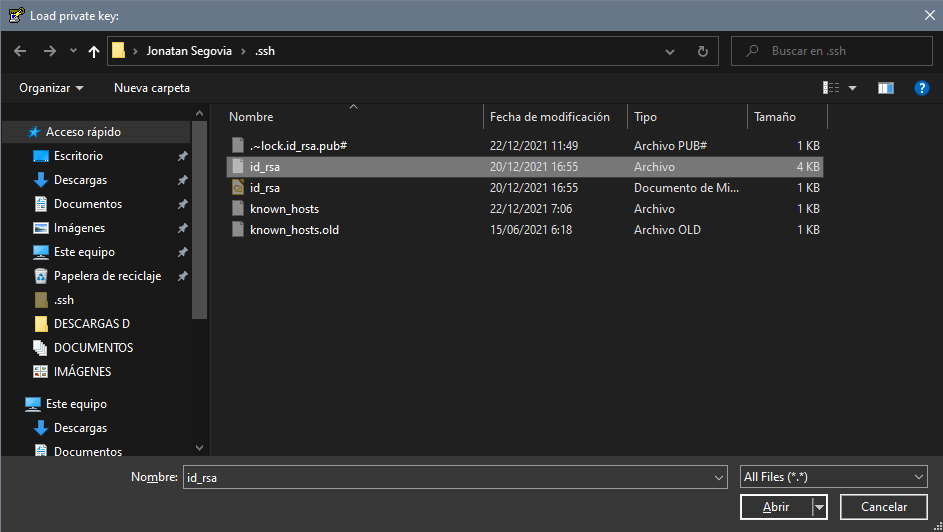 Load private key:
Jonatan Segovia > .ssh
Buscar en .ssh
Organizar
Nueva carpeta
Nombre
Fecha de modificación
Tipo
Tamaño
Acceso rápido
Escritorio
Descargas
Documentos
Imágenes
Este equipo
Papelera de reciclaje
.ssh
DESCARGAS D
DOCUMENTOS
IMÁGENES
Este equipo
Descargas
Documentos
.~lock.id_rsa.pub# 22/12/2021 11:49 Archivo PUB# 1 KB
id_rsa 20/12/2021 16:55 Archivo 4 KB
id_rsa 20/12/2021 16:55 Documento de Mi... 1 KB
known_hosts 22/12/2021 7:06 Archivo 1 KB
known_hosts.old 15/06/2021 6:18 Archivo OLD 1 KB
Nombre: id_rsa
All Files (*.*)
Abrir
Cancelar